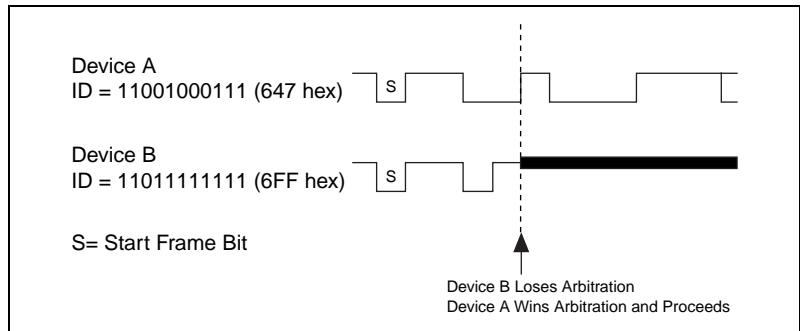 Device A
ID = 11001000111 (647 hex)
S
Device B
ID = 11011111111 (6FF hex)
S
S= Start Frame Bit
Device B Loses Arbitration
Device A Wins Arbitration and Proceeds